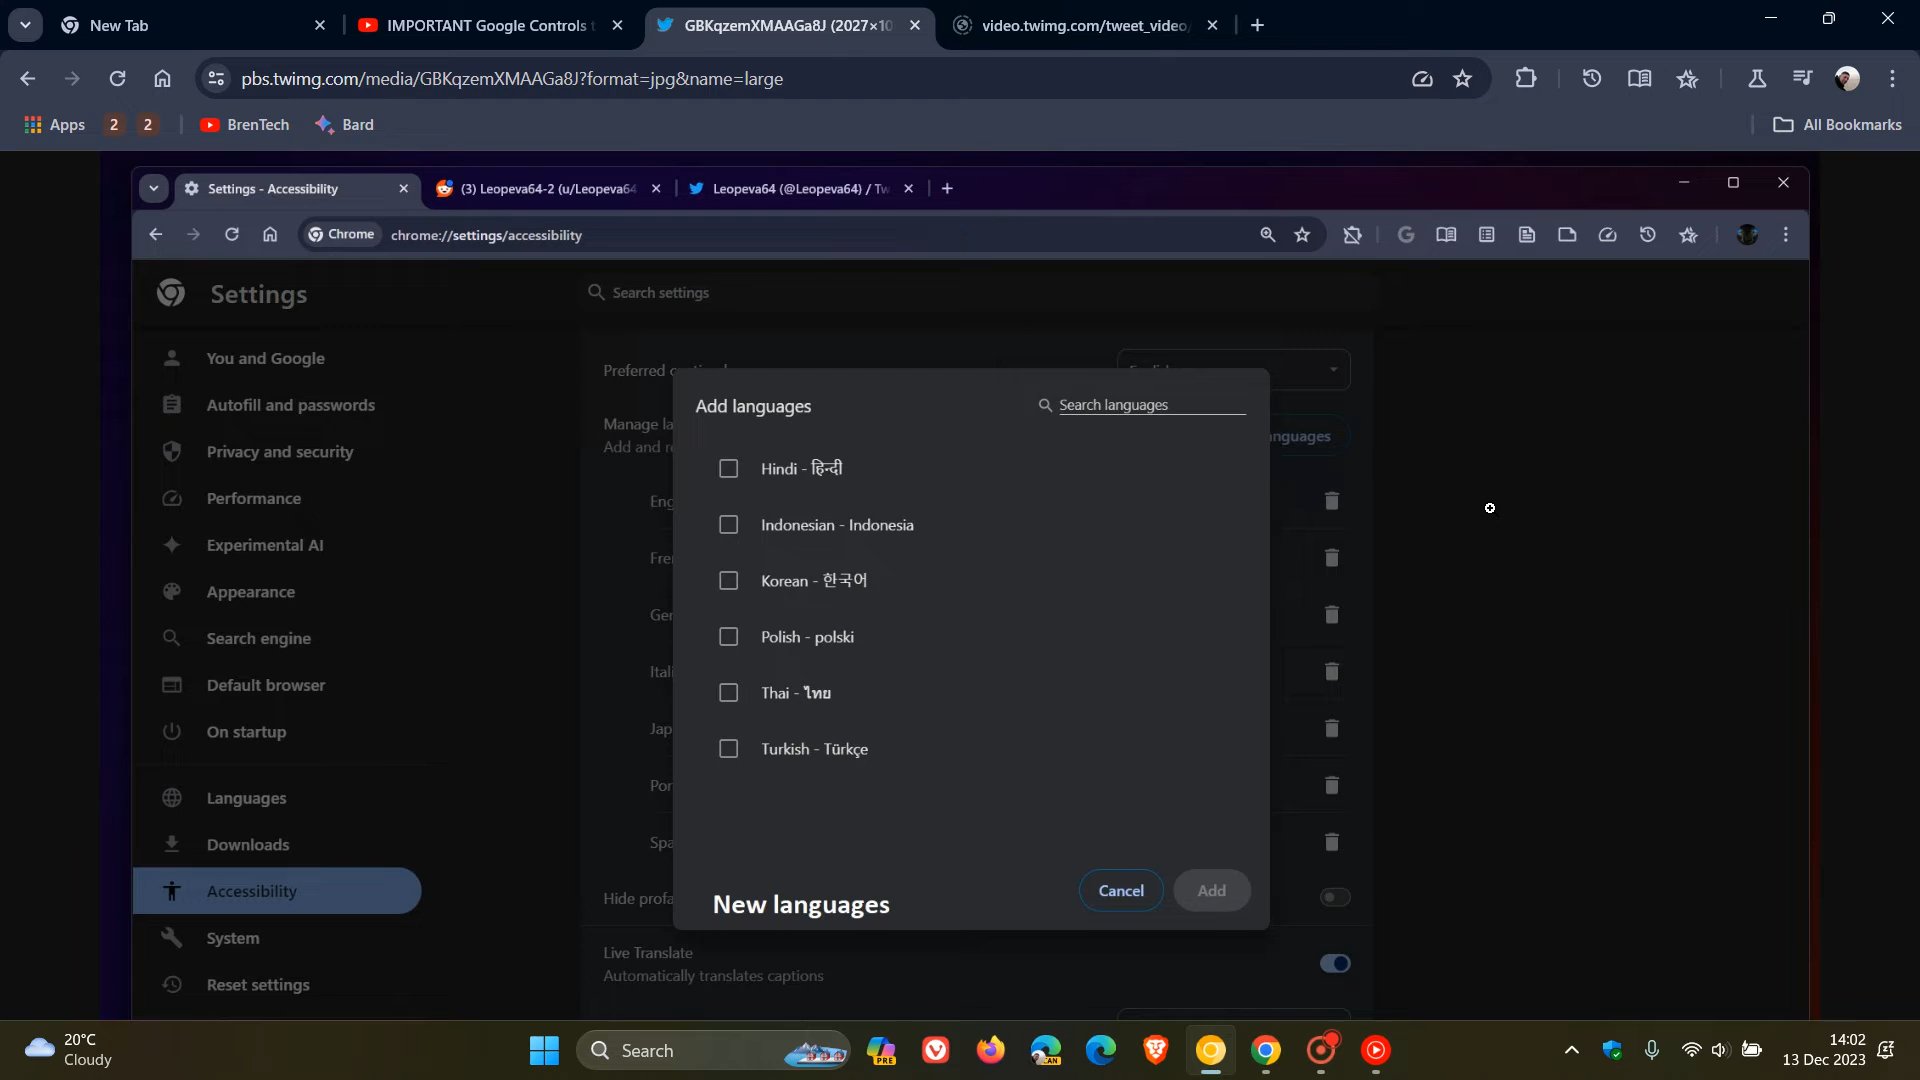 New Tab
IMPORTANT Google Controls t
GBKqzemXMAAGa8J (2027×10
video.twimg.com/tweet_video/
pbs.twimg.com/media/GBKqzemXMAAGa8J?format=jpg&name=large
Apps
2
2
BrenTech
Bard
All Bookmarks
Settings - Accessibility
(3) Leopeva64-2 (u/Leopeva64
Leopeva64 (@Leopeva64) / Tw
Chrome
chrome://settings/accessibility
Settings
Search settings
You and Google
Autofill and passwords
Privacy and security
Performance
Experimental AI
Appearance
Search engine
Default browser
On startup
Languages
Downloads
Accessibility
System
Reset settings
Preferred
Manage la
Add and re
nguages
Eng
Fren
Ger
Itali
Jap
Por
Spa
Hide profa
Live Translate
Automatically translates captions
Add languages
Search languages
Hindi - हिन्दी
Indonesian - Indonesia
Korean - 한국어
Polish - polski
Thai - ไทย
Turkish - Türkçe
New languages
Cancel
Add
20°C
Cloudy
Search
PRE
CAN
14:02
13 Dec 2023